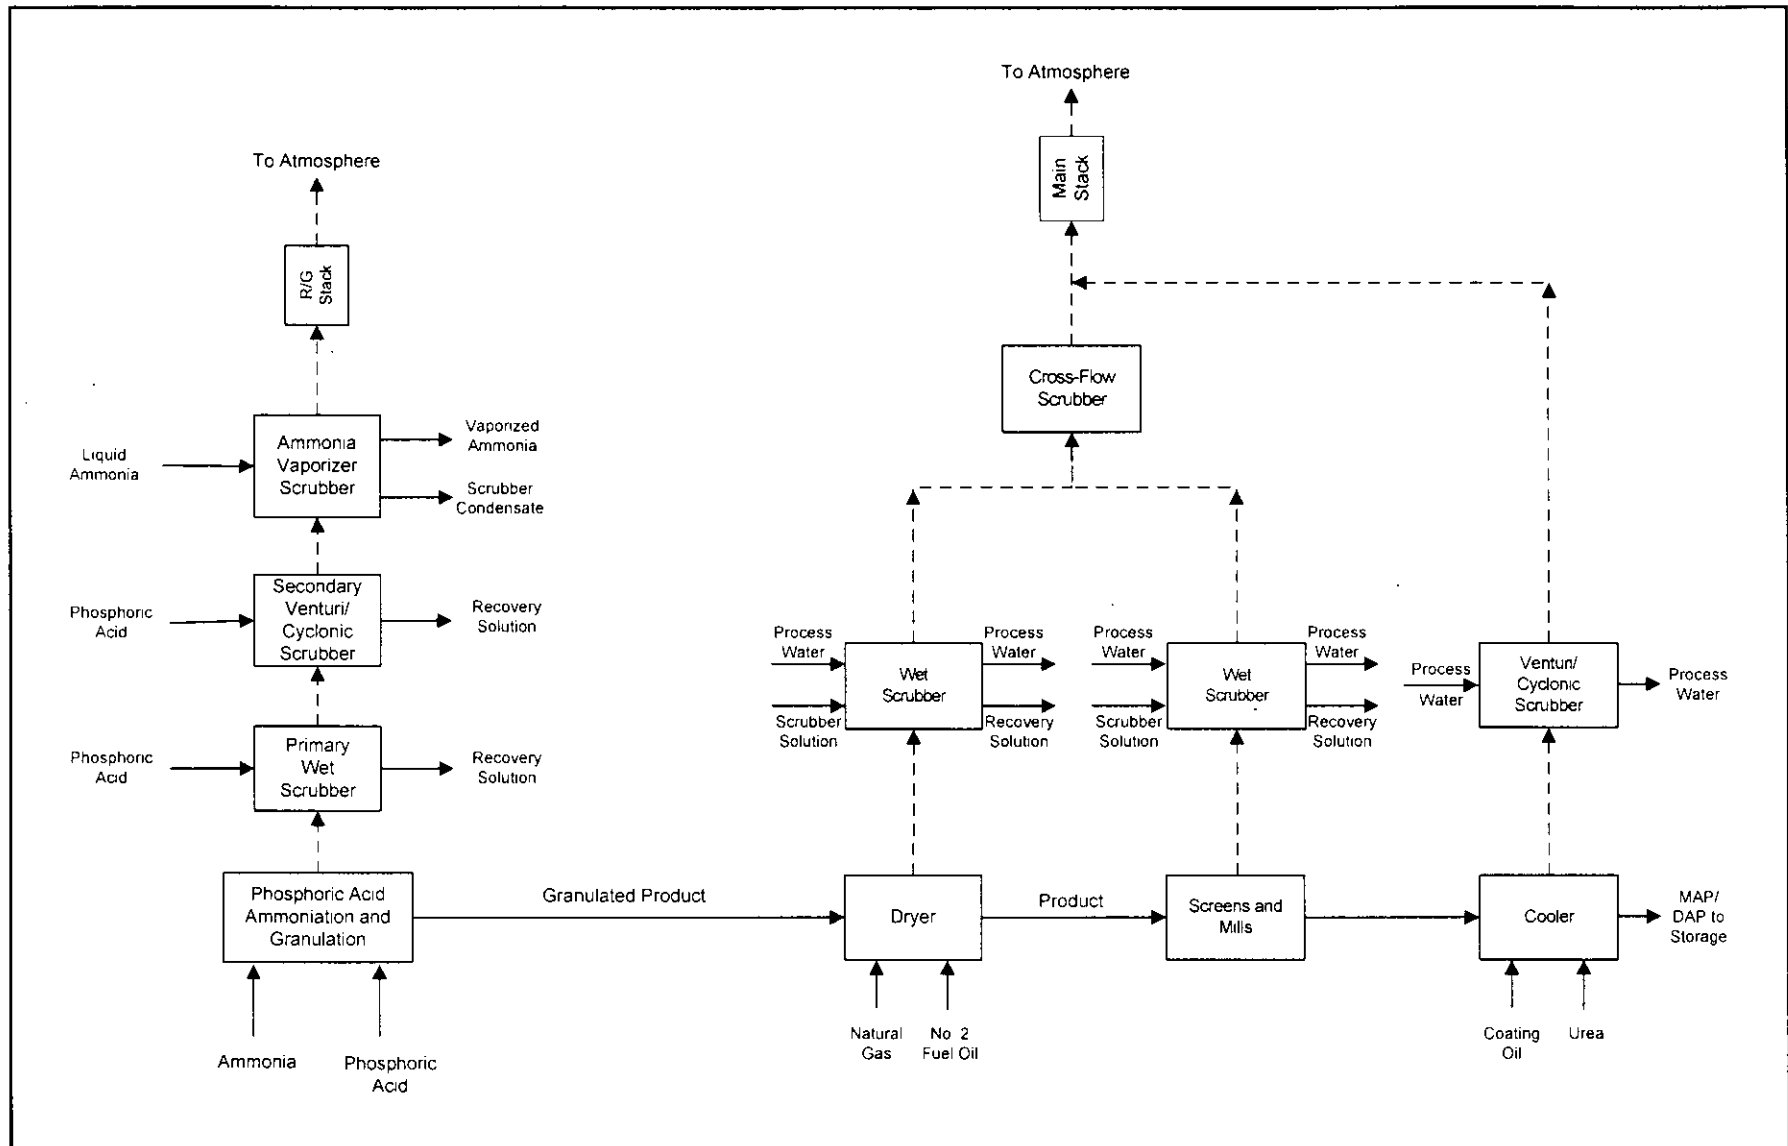 To Atmosphere
To Atmosphere
Main
Stack
R/G
Stack
Cross-Flow
Scrubber
Liquid
Ammonia
Ammonia
Vaporizer
Scrubber
Vaporized
Ammonia
Scrubber
Condensate
Phosphoric
Acid
Secondary
Venturi/
Cyclonic
Scrubber
Recovery
Solution
Process
Water
Scrubber
Solution
Wet
Scrubber
Process
Water
Recovery
Solution
Process
Water
Scrubber
Solution
Wet
Scrubber
Process
Water
Recovery
Solution
Process
Water
Venturi/
Cyclonic
Scrubber
Process
Water
Phosphoric
Acid
Primary
Wet
Scrubber
Recovery
Solution
Phosphoric Acid
Ammoniation and
Granulation
Granulated Product
Dryer
Product
Screens and
Mills
Cooler
MAP/
DAP to
Storage
Ammonia
Phosphoric
Acid
Natural
Gas
No 2
Fuel Oil
Coating
Oil
Urea